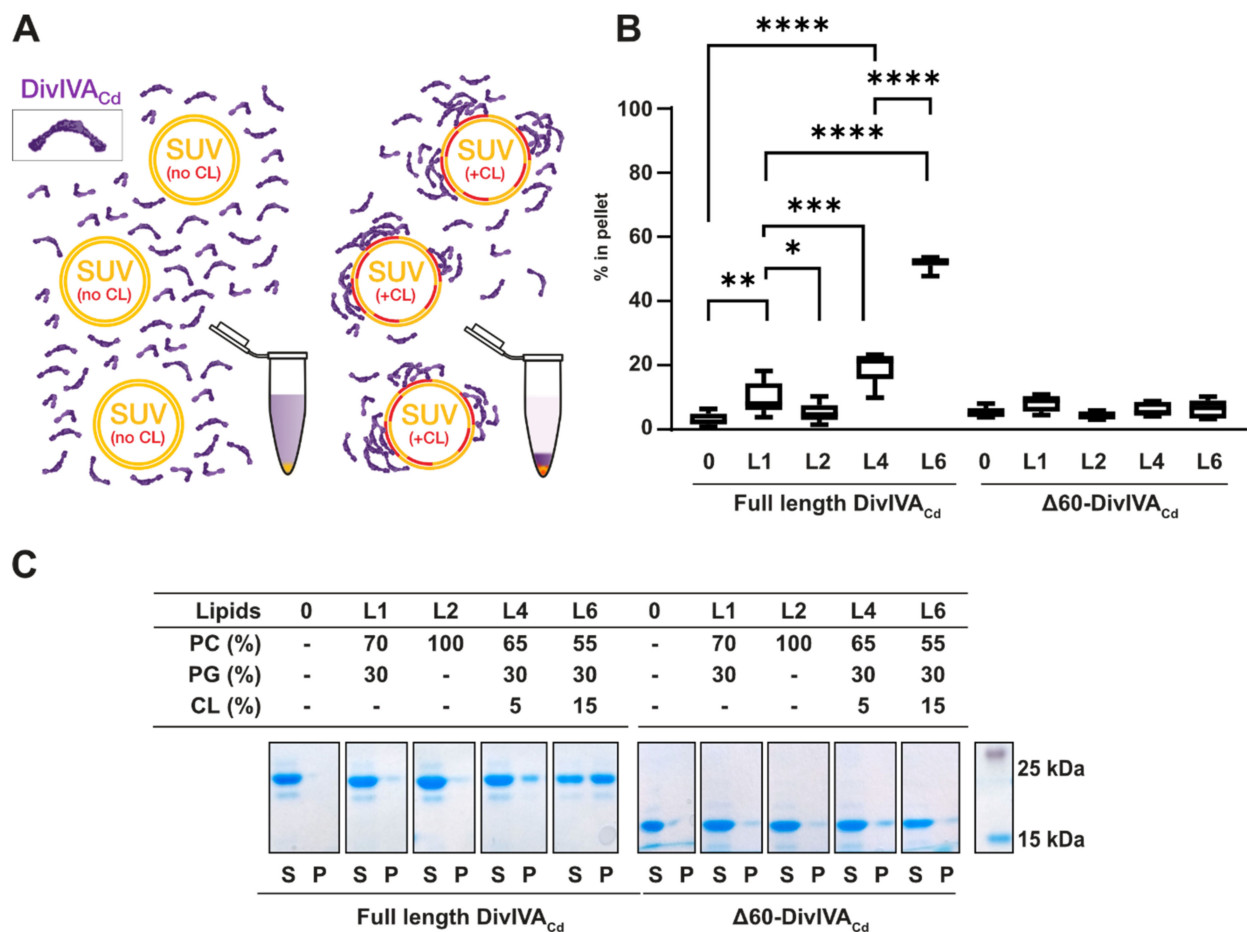 A
DivIVACd
SUV
(no CL)
SUV
(no CL)
SUV
(no CL)
SUV
(+CL)
SUV
(+CL)
SUV
(+CL)
B
****
****
****
***
*
**
% in pellet
100
80
60
40
20
0
0 L1 L2 L4 L6 0 L1 L2 L4 L6
Full length DivIVACd Δ60-DivIVACd
C
Lipids 0 L1 L2 L4 L6 0 L1 L2 L4 L6
PC (%) - 70 100 65 55 - 70 100 65 55
PG (%) - 30 - 30 30 - 30 - 30 30
CL (%) - - - 5 15 - - - 5 15
25 kDa
15 kDa
S P S P S P S P S P S P S P S P S P S P
Full length DivIVACd Δ60-DivIVACd